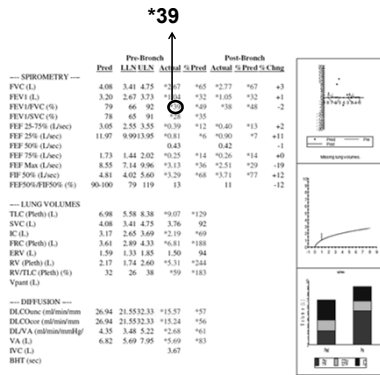 *39
Pre-Bronch Post-Bronch
Pred LLN ULN Actual %Pred Actual %Pred %Chng
---- SPIROMETRY ----
FVC (L) 4.08 3.41 4.75 *2.67 *65 *2.77 *67 +3
FEV1 (L) 3.20 2.67 3.73 *1.04 *32 *1.05 *32 +1
FEV1/FVC (%) 79 66 92 *39 *49 *38 *48 -2
FEV1/SVC (%) 78 65 91 *28 *35
FEF 25-75% (L/sec) 3.05 2.55 3.55 *0.39 *12 *0.40 *13 +2
FEF 25% (L/sec) 11.97 9.99 13.95 *0.81 *6 *0.90 *7 +11
FEF 50% (L/sec) 0.43 0.42 -1
FEF 75% (L/sec) 1.73 1.44 2.02 *0.25 *14 *0.26 *14 +0
FEF Max (L/sec) 8.55 7.14 9.96 *3.13 *36 *2.51 *29 -19
FIF 50% (L/sec) 4.81 4.02 5.60 *3.29 *68 *3.71 *77 +12
FEF50%/FIF50% (%) 90-100 79 119 13 11 -12
---- LUNG VOLUMES
TLC (Pleth) (L) 6.98 5.58 8.38 *9.07 *129
SVC (L) 4.08 3.41 4.75 3.76 92
IC (L) 3.17 2.65 3.69 *2.19 *69
FRC (Pleth) (L) 3.61 2.89 4.33 *6.81 *188
ERV (L) 1.59 1.33 1.85 1.50 94
RV (Pleth) (L) 2.17 1.74 2.60 *5.31 *244
RV/TLC (Pleth) (%) 32 26 38 *59 *183
Vpant (L)
---- DIFFUSION ----
DLCOunc (ml/min/mm 26.94 21.55 32.33 *15.57 *57
DLCOcor (ml/min/mm 26.94 21.55 32.33 *15.24 *56
DL/VA (ml/min/mmHg/ 4.35 3.48 5.22 *2.68 *61
VA (L) 6.82 5.69 7.95 *5.69 *83
IVC (L) 3.67
BHT (sec)
Missing lung volumes